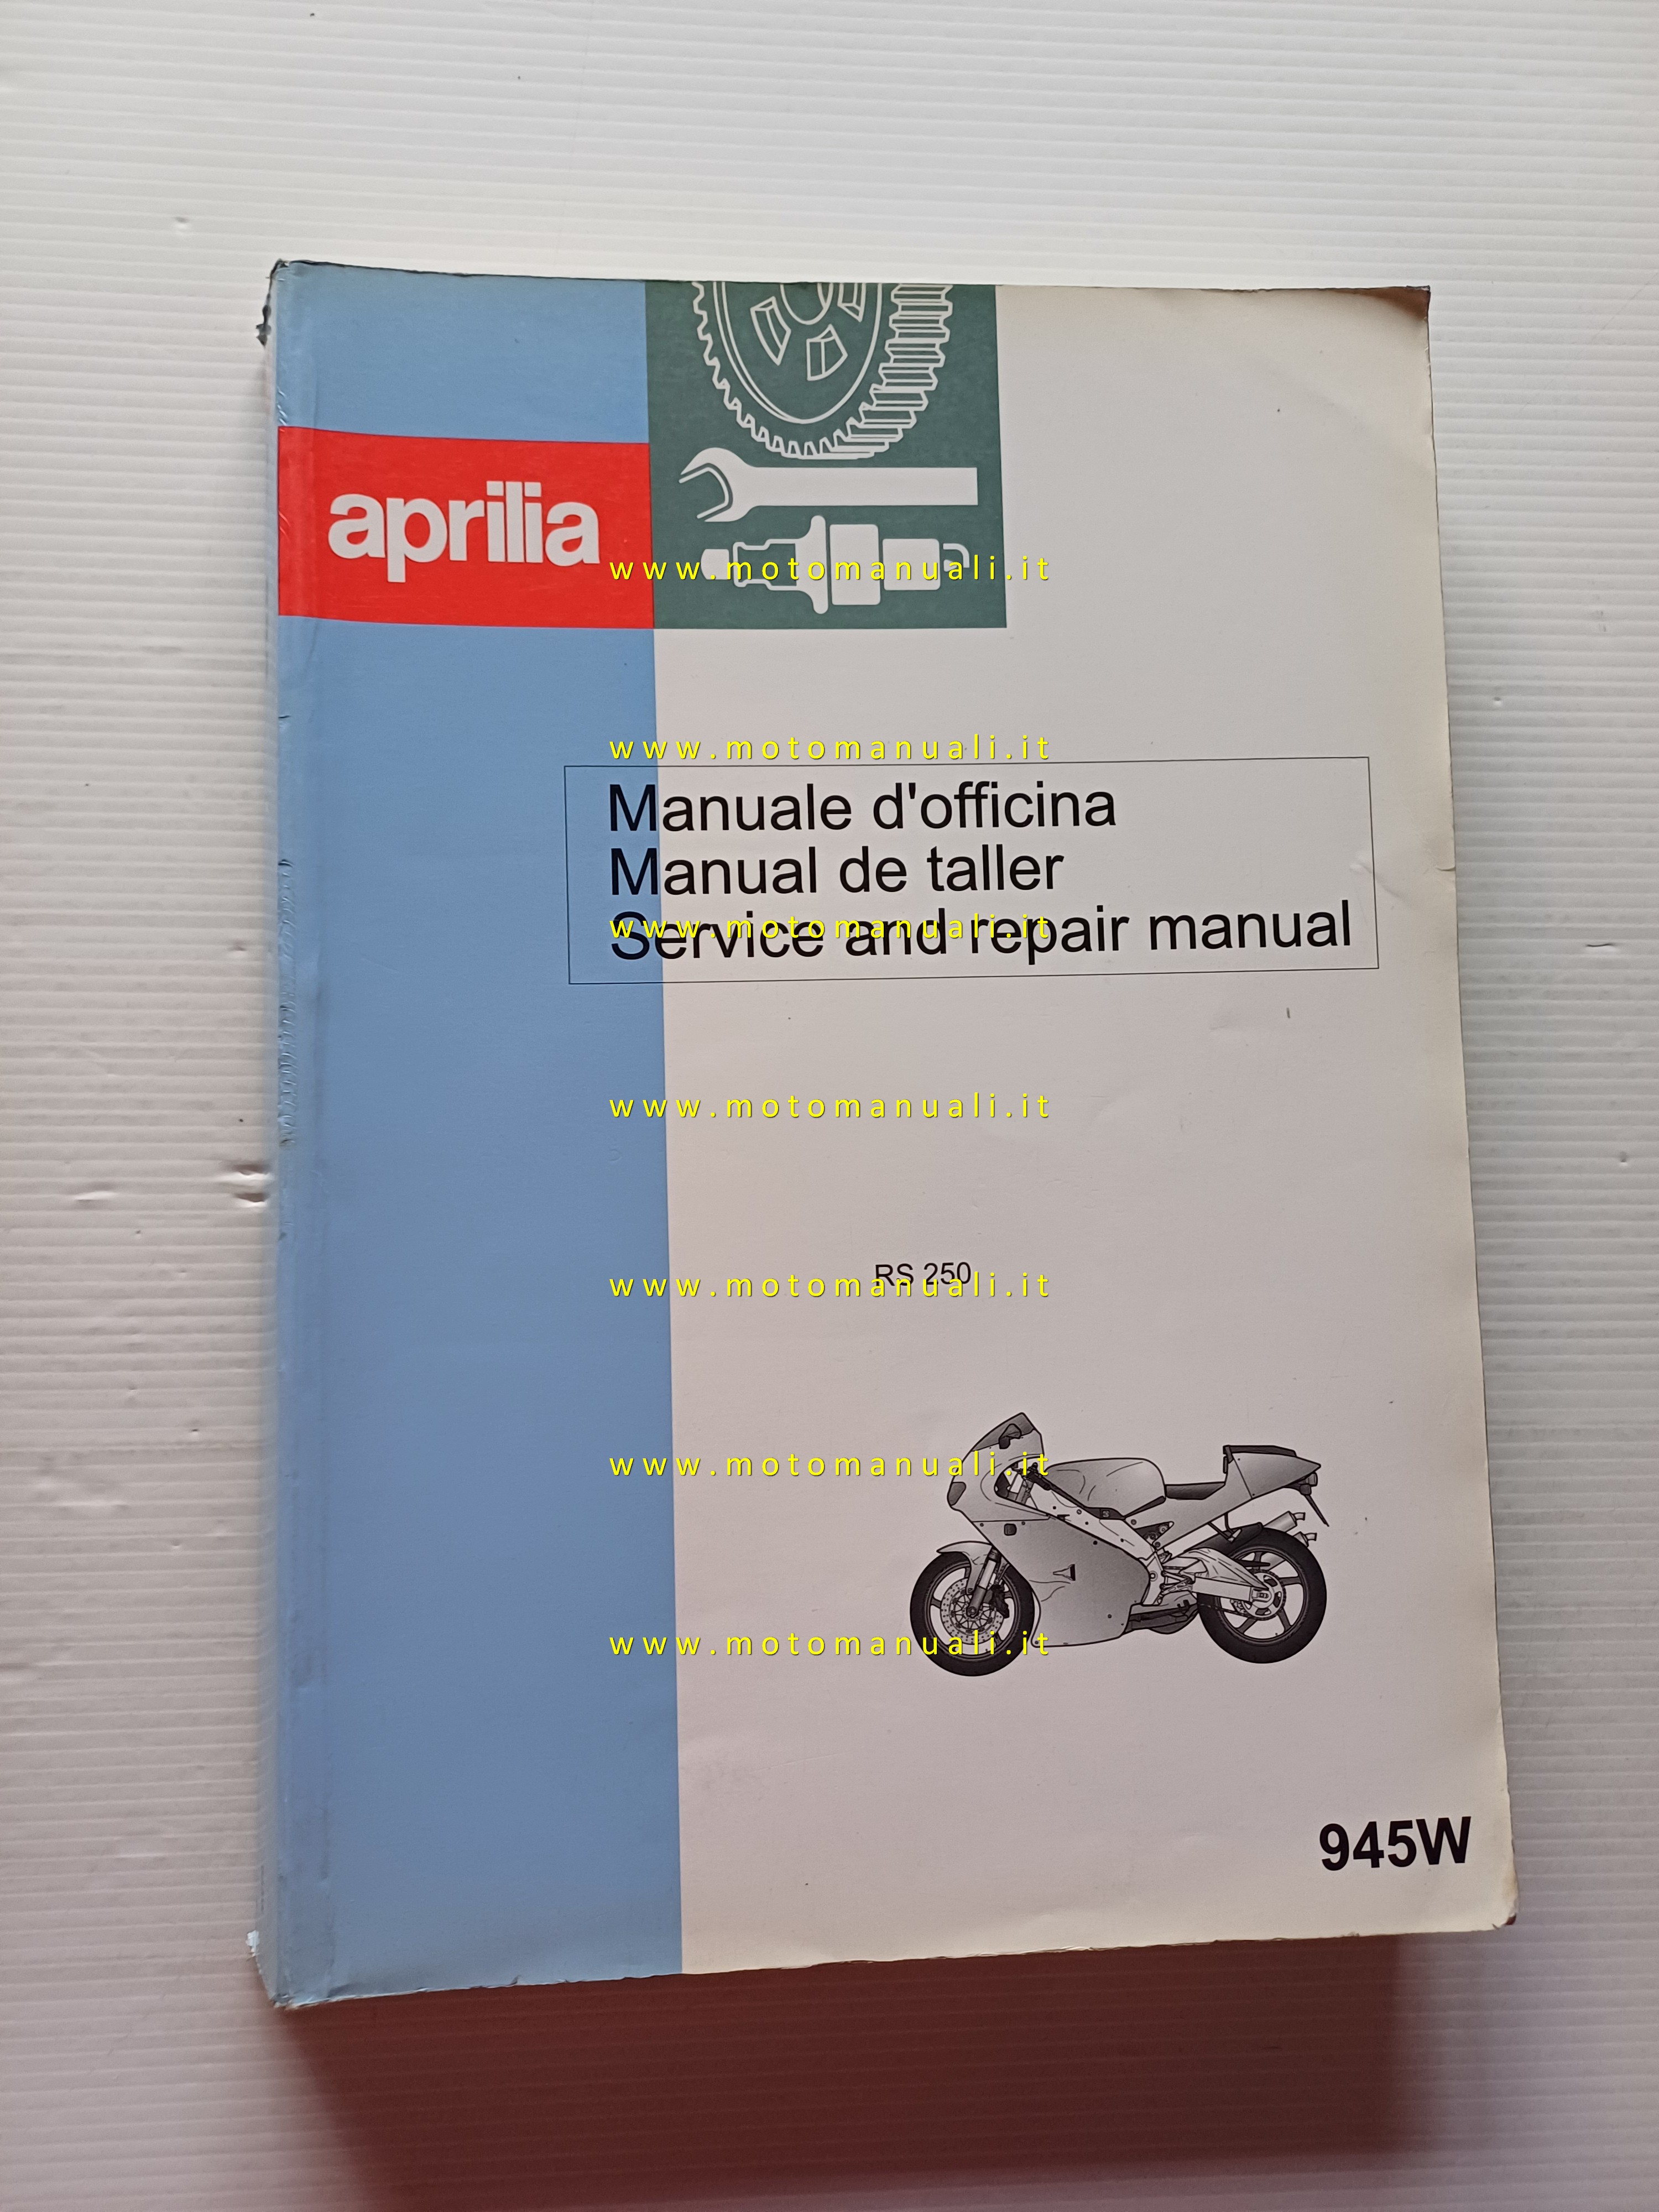 aprilia
www.motomanuali.it
www.motomanuali.it
Manuale d'officina
Manual de taller
Service and repair manual
www.motomanuali.it
www.motomanuali.it
RS 250
www.motomanuali.it
www.motomanuali.it
www.motomanuali.it
945W